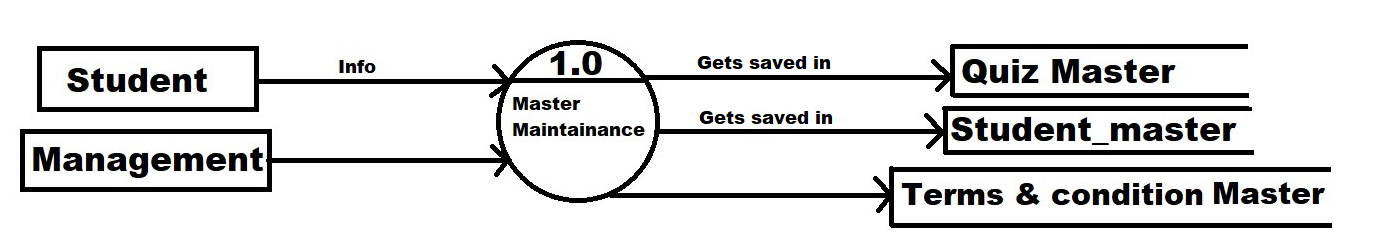 Student
Info
1.0
Gets saved in
Quiz Master
Master
Maintainance
Gets saved in
Student_master
Management
Terms & condition Master